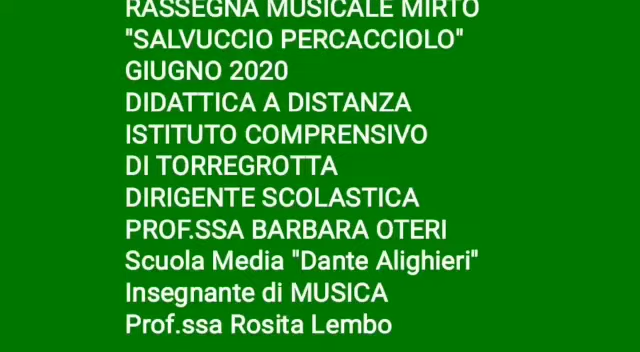 RASSEGNA MUSICALE MIRTO
"SALVUCCIO PERCACCIOLO"
GIUGNO 2020
DIDATTICA A DISTANZA
ISTITUTO COMPRENSIVO
DI TORREGROTTA
DIRIGENTE SCOLASTICA
PROF.SSA BARBARA OTERI
Scuola Media "Dante Alighieri"
Insegnante di MUSICA
Prof.ssa Rosita Lembo